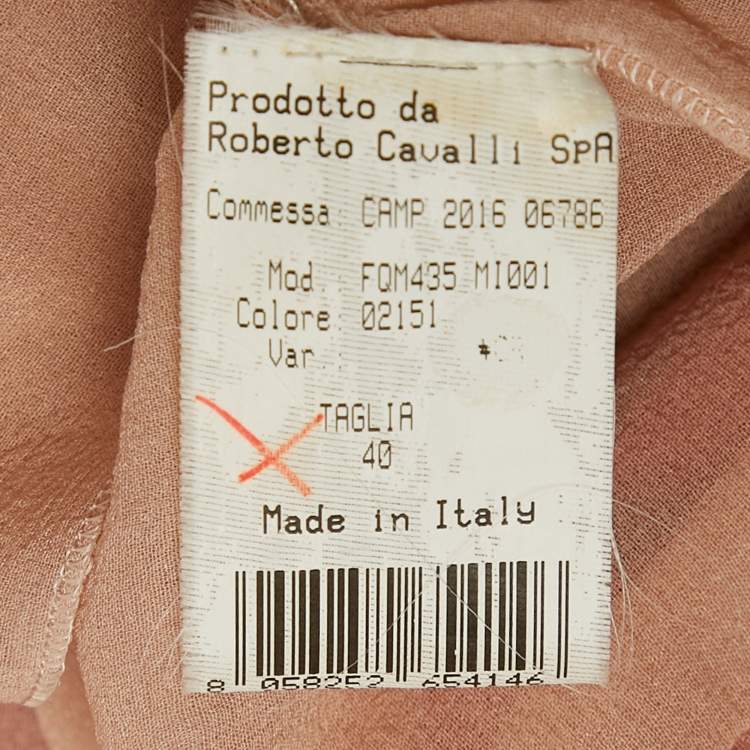 Prodotto da
Roberto Cavalli SpA
Commessa: CAMP 2016 06786
Mod.: FQM435 MI001
Colore: 02151
Var.: *
TAGLIA
40
Made in Italy
8 058252 654146